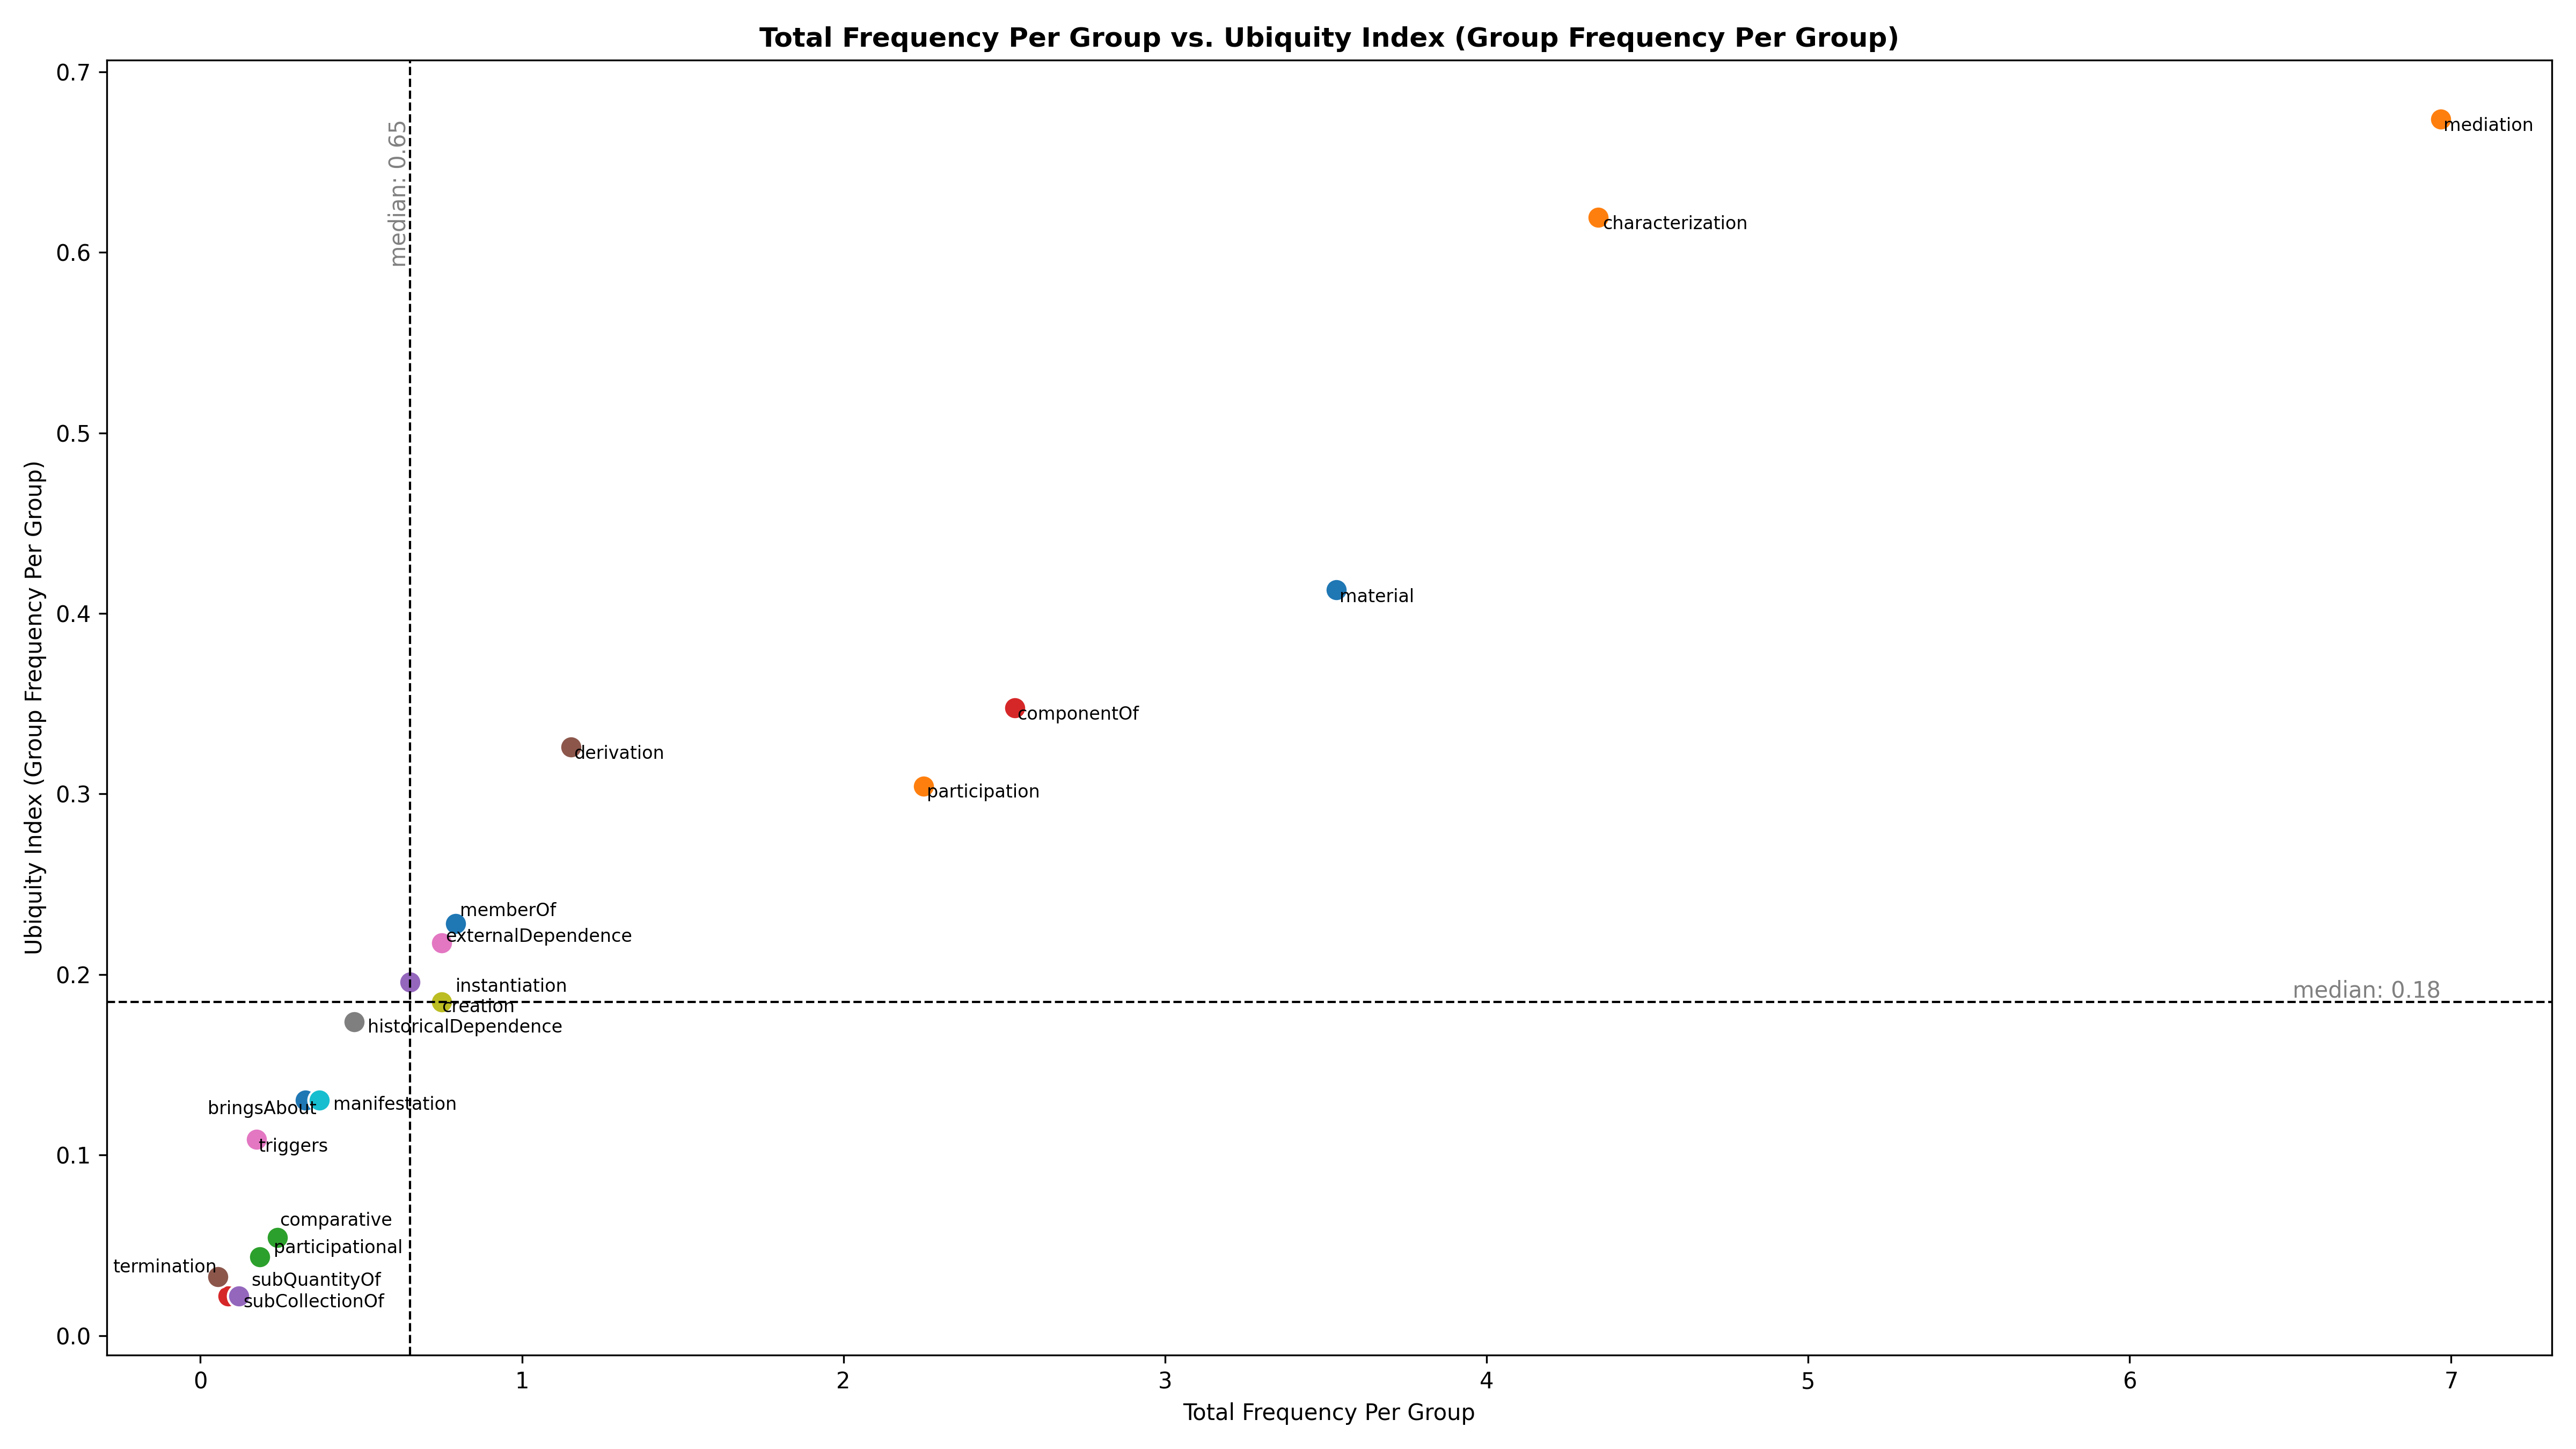 Total Frequency Per Group vs. Ubiquity Index (Group Frequency Per Group)
0.7
0.6
0.5
0.4
0.3
0.2
0.1
0.0
Ubiquity Index (Group Frequency Per Group)
median: 0.65
mediation
characterization
material
componentOf
derivation
participation
memberOf
externalDependence
instantiation
median: 0.18
creation
historicalDependence
bringsAbout
manifestation
triggers
comparative
participational
termination
subQuantityOf
subCollectionOf
0
1
2
3
4
5
6
7
Total Frequency Per Group